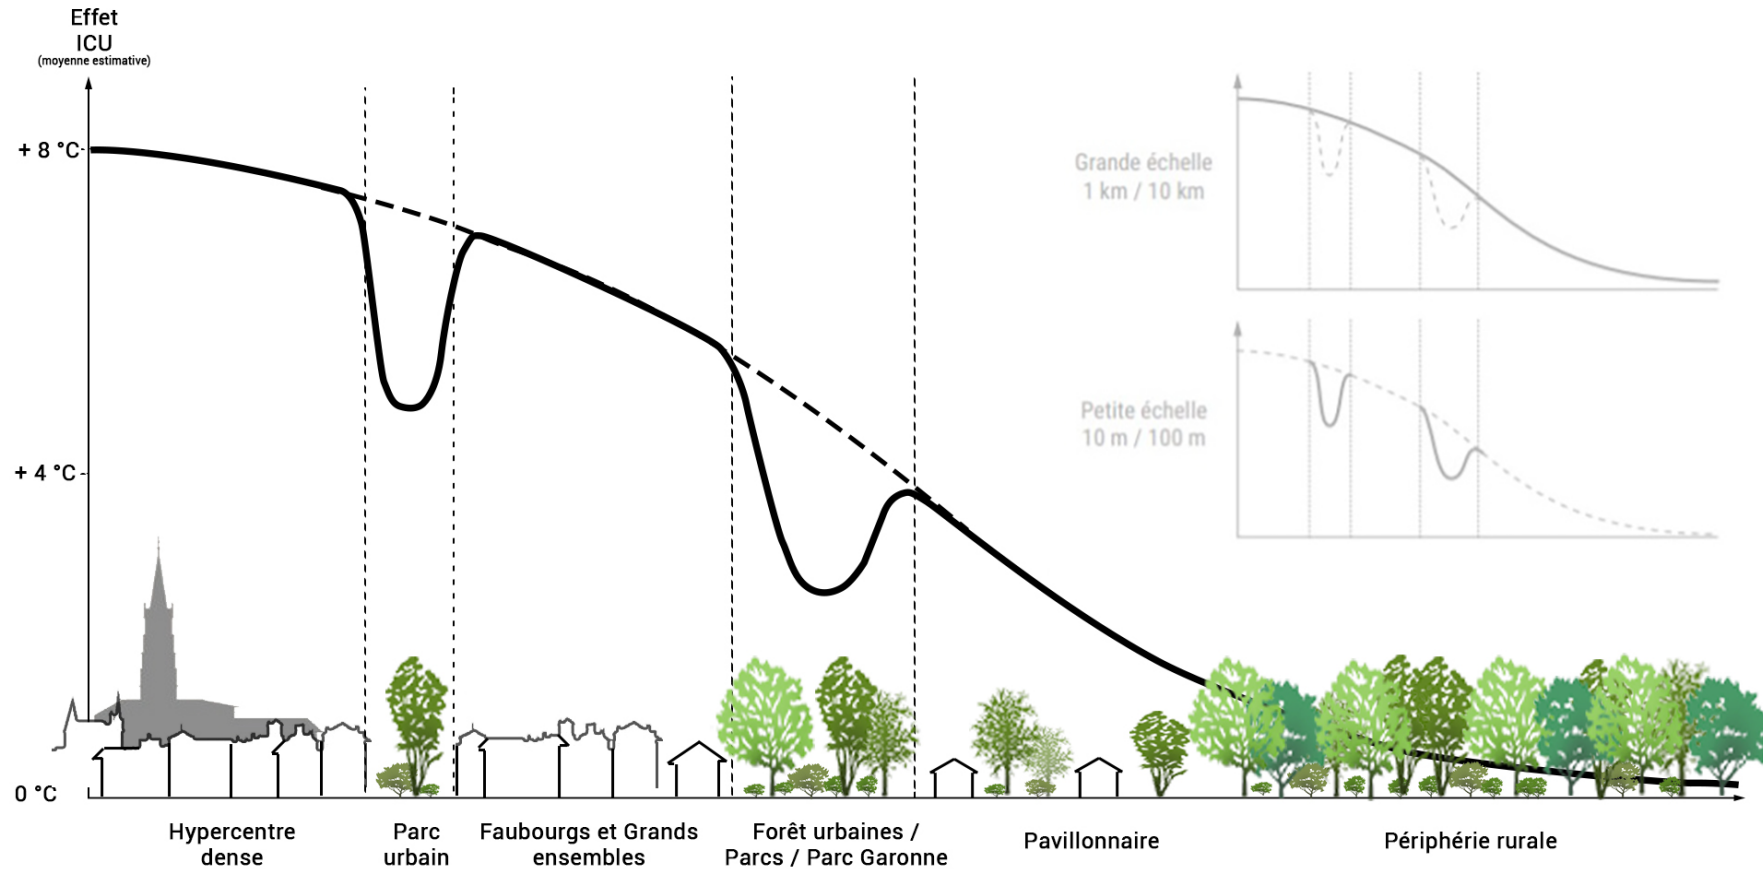 Effet
ICU
(moyenne estimative)
+ 8 °C
+ 4 °C
0 °C
Grande échelle
1 km / 10 km
Petite échelle
10 m / 100 m
Hypercentre
dense
Parc
urbain
Faubourgs et Grands
ensembles
Forêt urbaines /
Parcs / Parc Garonne
Pavillonnaire
Périphérie rurale